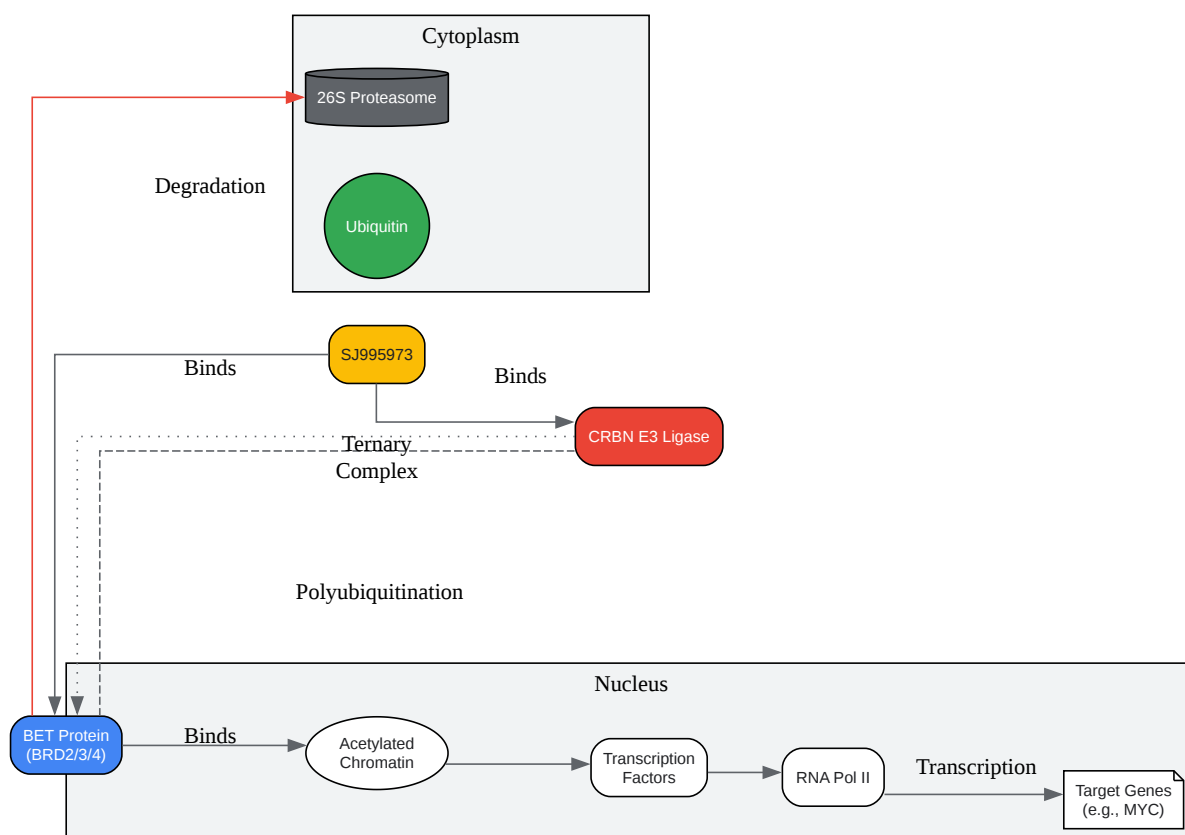 Cytoplasm
26S Proteasome
Degradation
Ubiquitin
SJ995973
Binds
Binds
CRBN E3 Ligase
Ternary
Complex
Polyubiquitination
Nucleus
BET Protein
(BRD2/3/4)
Binds
Acetylated
Chromatin
Transcription
Factors
RNA Pol II
Transcription
Target Genes
(e.g., MYC)